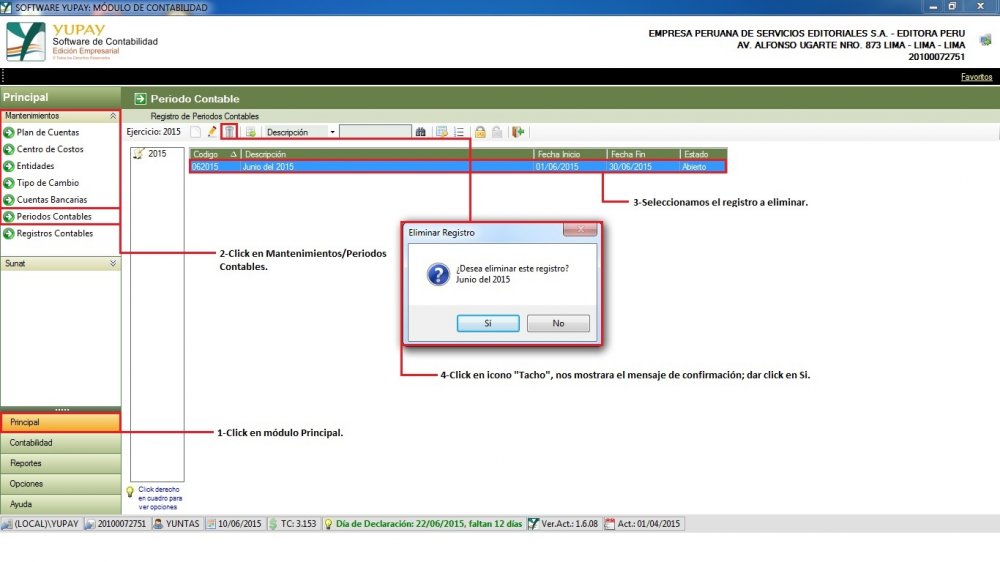 SOFTWARE YUPAY: MÓDULO DE CONTABILIDAD
YUPAY
Software de Contabilidad
Edición Empresarial
EMPRESA PERUANA DE SERVICIOS EDITORIALES S.A. - EDITORA PERU
AV. ALFONSO UGARTE NRO. 873 LIMA - LIMA - LIMA
20100072751
Favoritos
Principal
Periodo Contable
Mantenimientos
Registro de Periodos Contables
Plan de Cuentas
Centro de Costos
Entidades
Tipo de Cambio
Cuentas Bancarias
Periodos Contables
Registros Contables
Sunat
Ejercicio: 2015
Descripción
2015
Codigo Descripción Fecha Inicio Fecha Fin Estado
062015 Junio del 2015 01/06/2015 30/06/2015 Abierto
3-Seleccionamos el registro a eliminar.
2-Click en Mantenimientos/Periodos
Contables.
Eliminar Registro
¿Desea eliminar este registro?
Junio del 2015
Si No
4-Click en icono "Tacho", nos mostrara el mensaje de confirmación; dar click en Si.
Principal
1-Click en módulo Principal.
Contabilidad
Reportes
Opciones
Ayuda
Click derecho
en cuadro para
ver opciones
(LOCAL)\YUPAY 20100072751 YUNTAS 10/06/2015 TC: 3.153 Día de Declaración: 22/06/2015, faltan 12 días Ver.Act.: 1.6.08 Act.: 01/04/2015